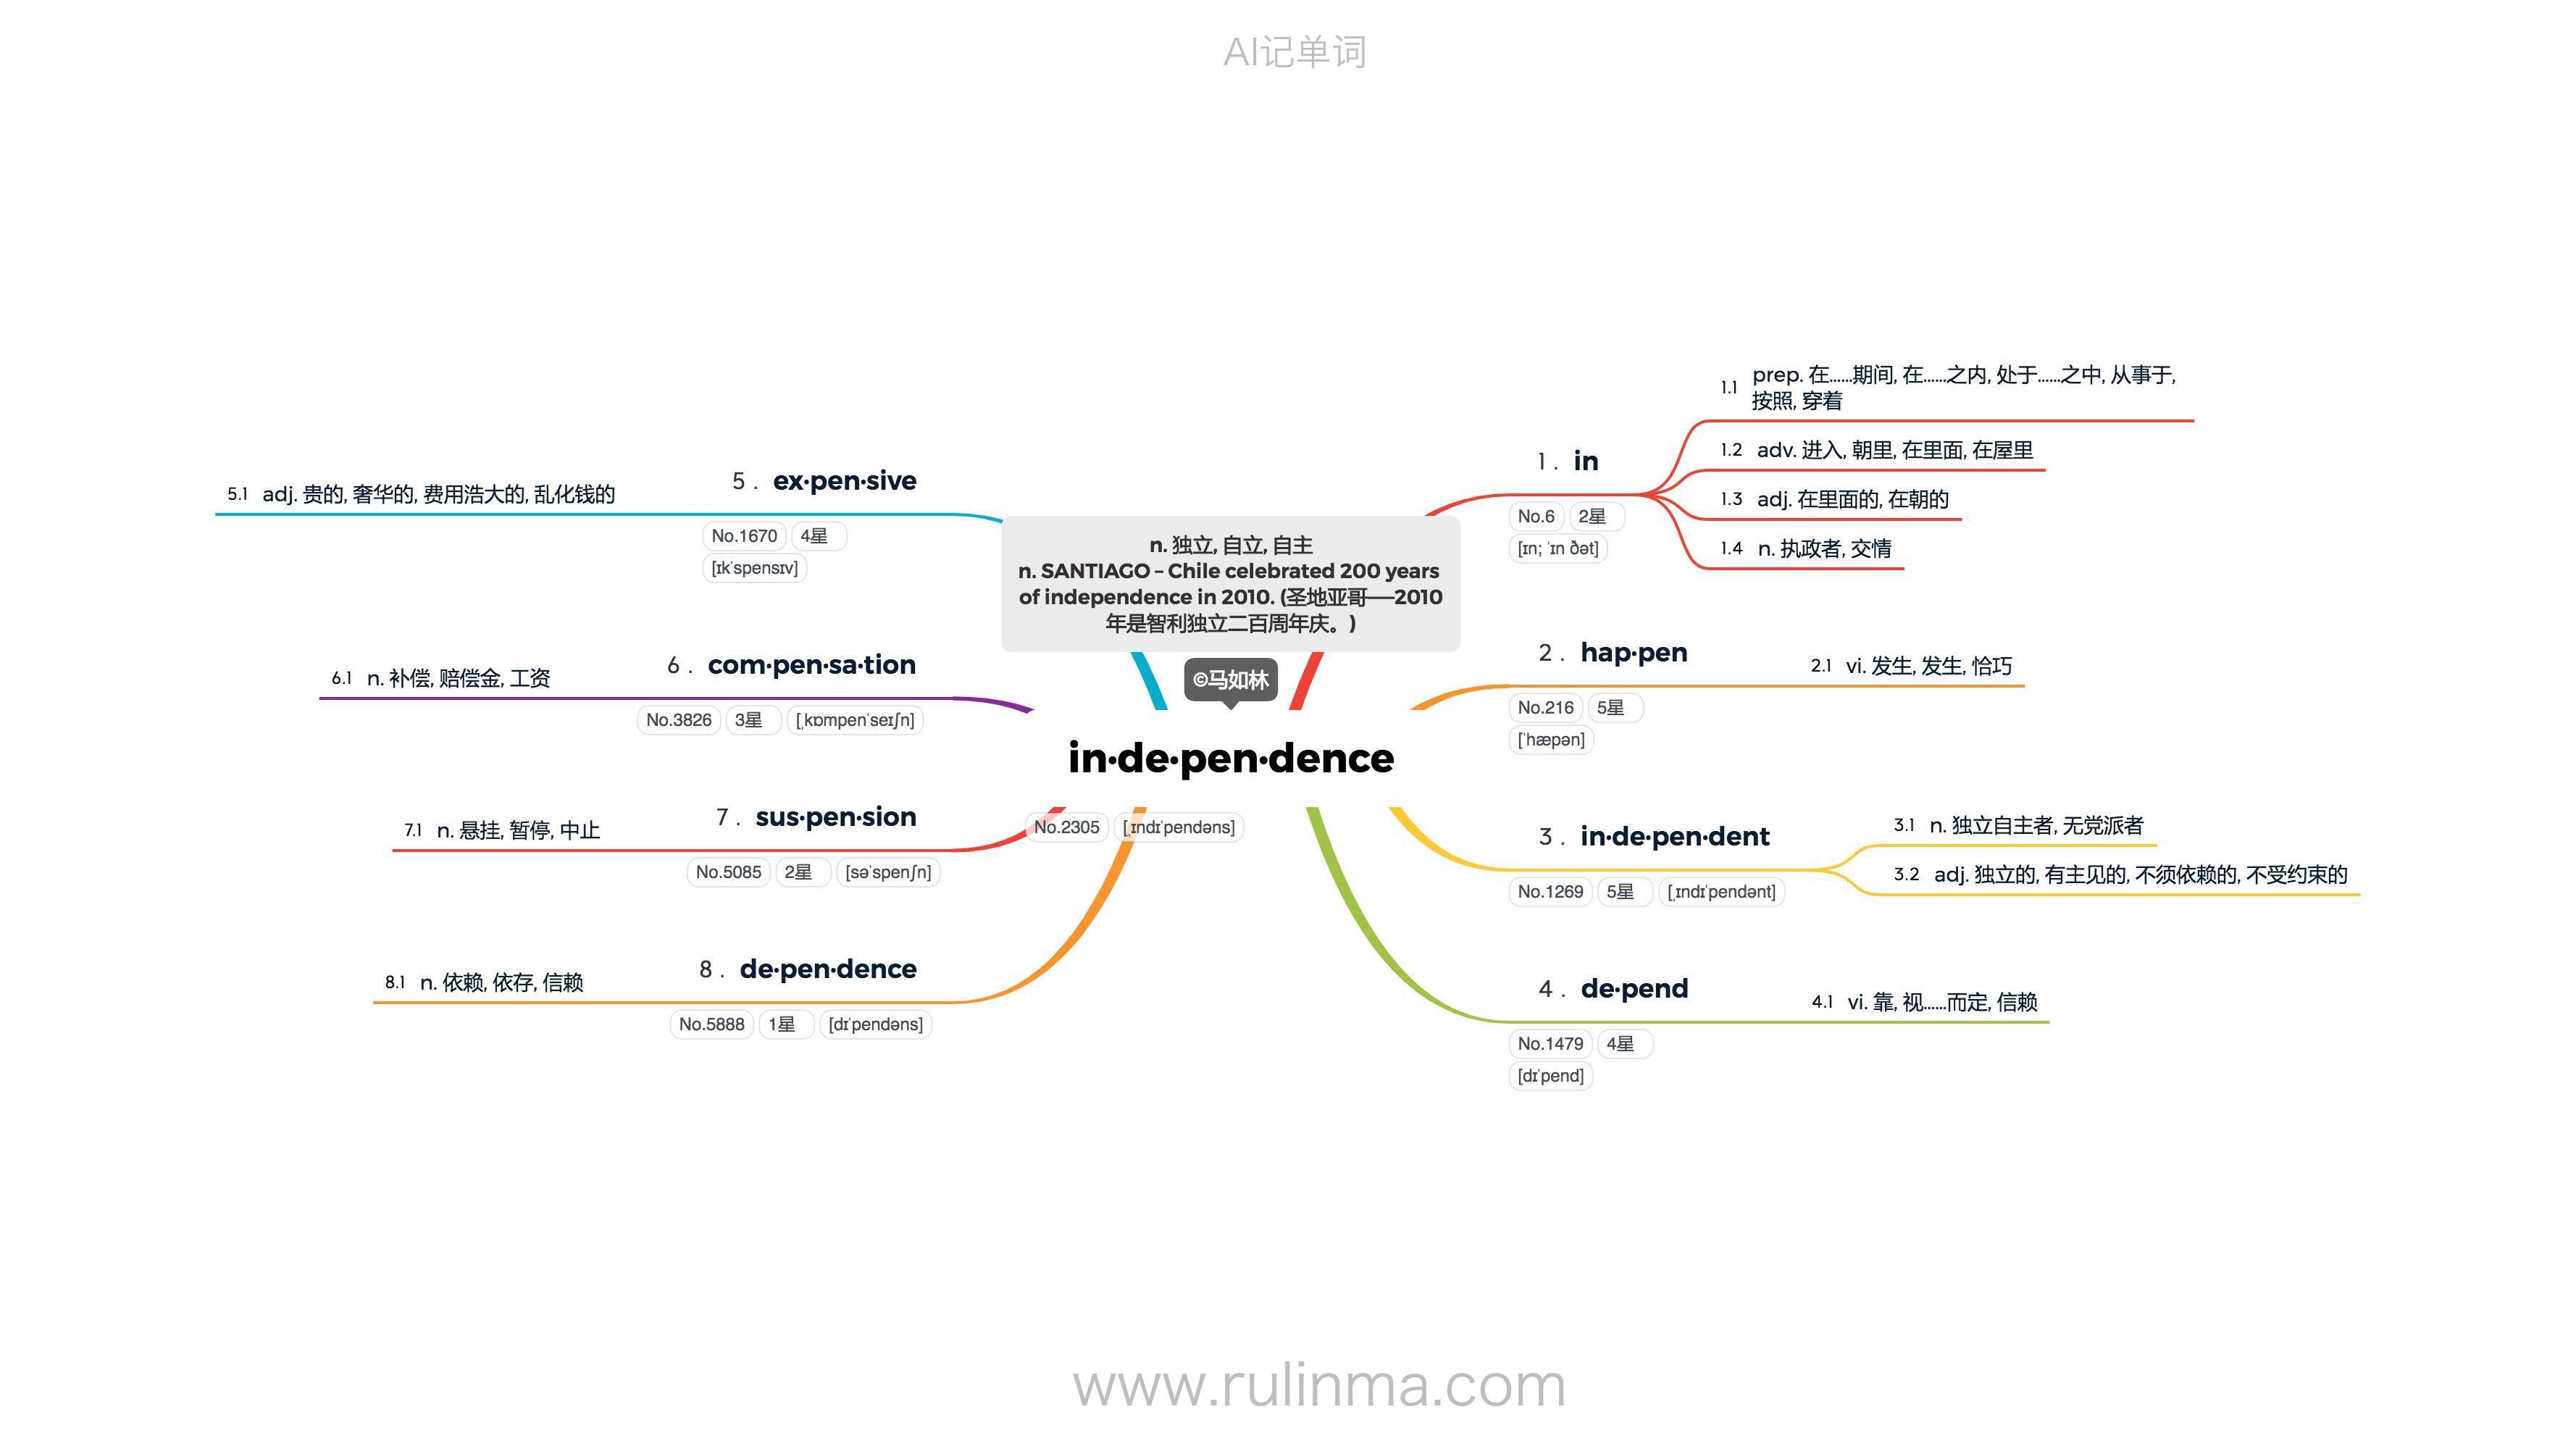 AI记单词
n. 独立, 自立, 自主
n. SANTIAGO – Chile celebrated 200 years
of independence in 2010. (圣地亚哥——2010
年是智利独立二百周年庆。)
©马如林
in·de·pen·dence
No.2305 [ˌɪndɪˈpendəns]
1 . in
No.6 2星
[ɪn; ˈɪn ðət]
1.1 prep. 在……期间, 在……之内, 处于……之中, 从事于,
按照, 穿着
1.2 adv. 进入, 朝里, 在里面, 在屋里
1.3 adj. 在里面的, 在朝的
1.4 n. 执政者, 交情
2 . hap·pen
No.216 5星
[ˈhæpən]
2.1 vi. 发生, 发生, 恰巧
3 . in·de·pen·dent
No.1269 5星 [ˌɪndɪˈpendənt]
3.1 n. 独立自主者, 无党派者
3.2 adj. 独立的, 有主见的, 不须依赖的, 不受约束的
4 . de·pend
No.1479 4星
[dɪˈpend]
4.1 vi. 靠, 视……而定, 信赖
5 . ex·pen·sive
No.1670 4星
[ɪkˈspensɪv]
5.1 adj. 贵的, 奢华的, 费用浩大的, 乱化钱的
6 . com·pen·sa·tion
No.3826 3星 [ˌkɒmpenˈseɪʃn]
6.1 n. 补偿, 赔偿金, 工资
7 . sus·pen·sion
No.5085 2星 [səˈspenʃn]
7.1 n. 悬挂, 暂停, 中止
8 . de·pen·dence
No.5888 1星 [dɪˈpendəns]
8.1 n. 依赖, 依存, 信赖
www.rulinma.com